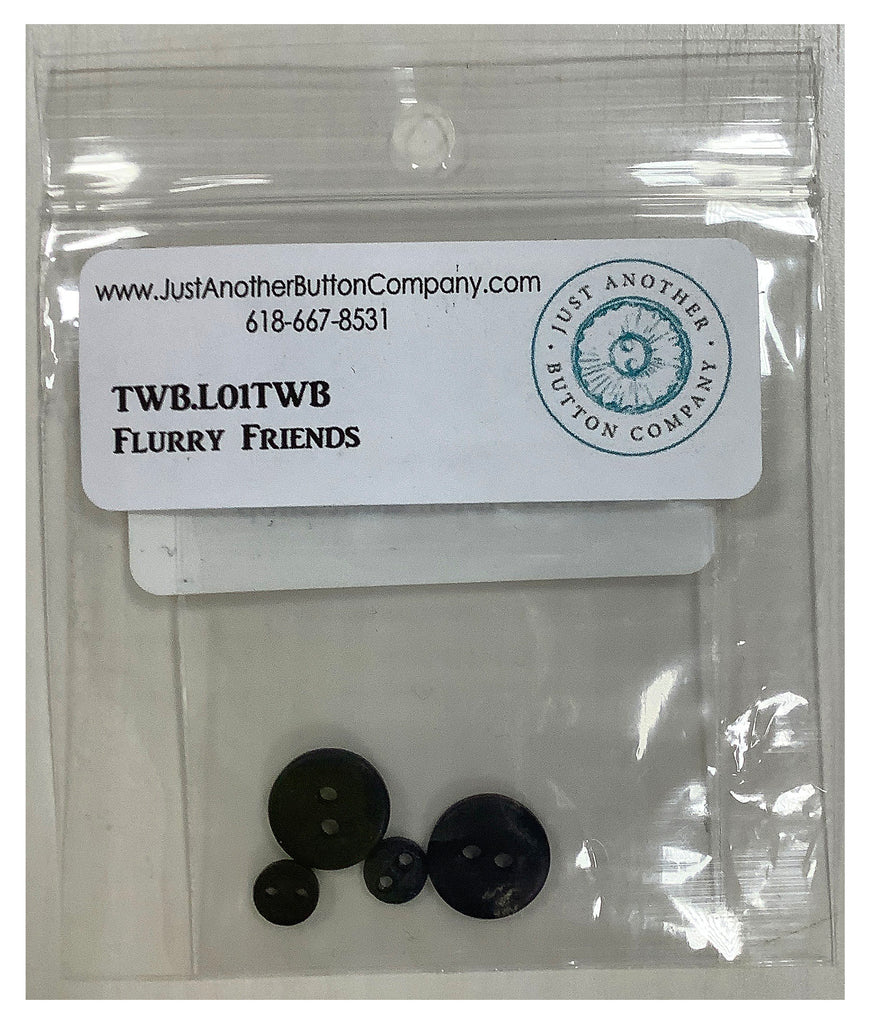 www.JustAnotherButtonCompany.com
618-667-8531
TWB.L01TWB
FLURRY FRIENDS
JUST ANOTHER
• BUTTON COMPANY •